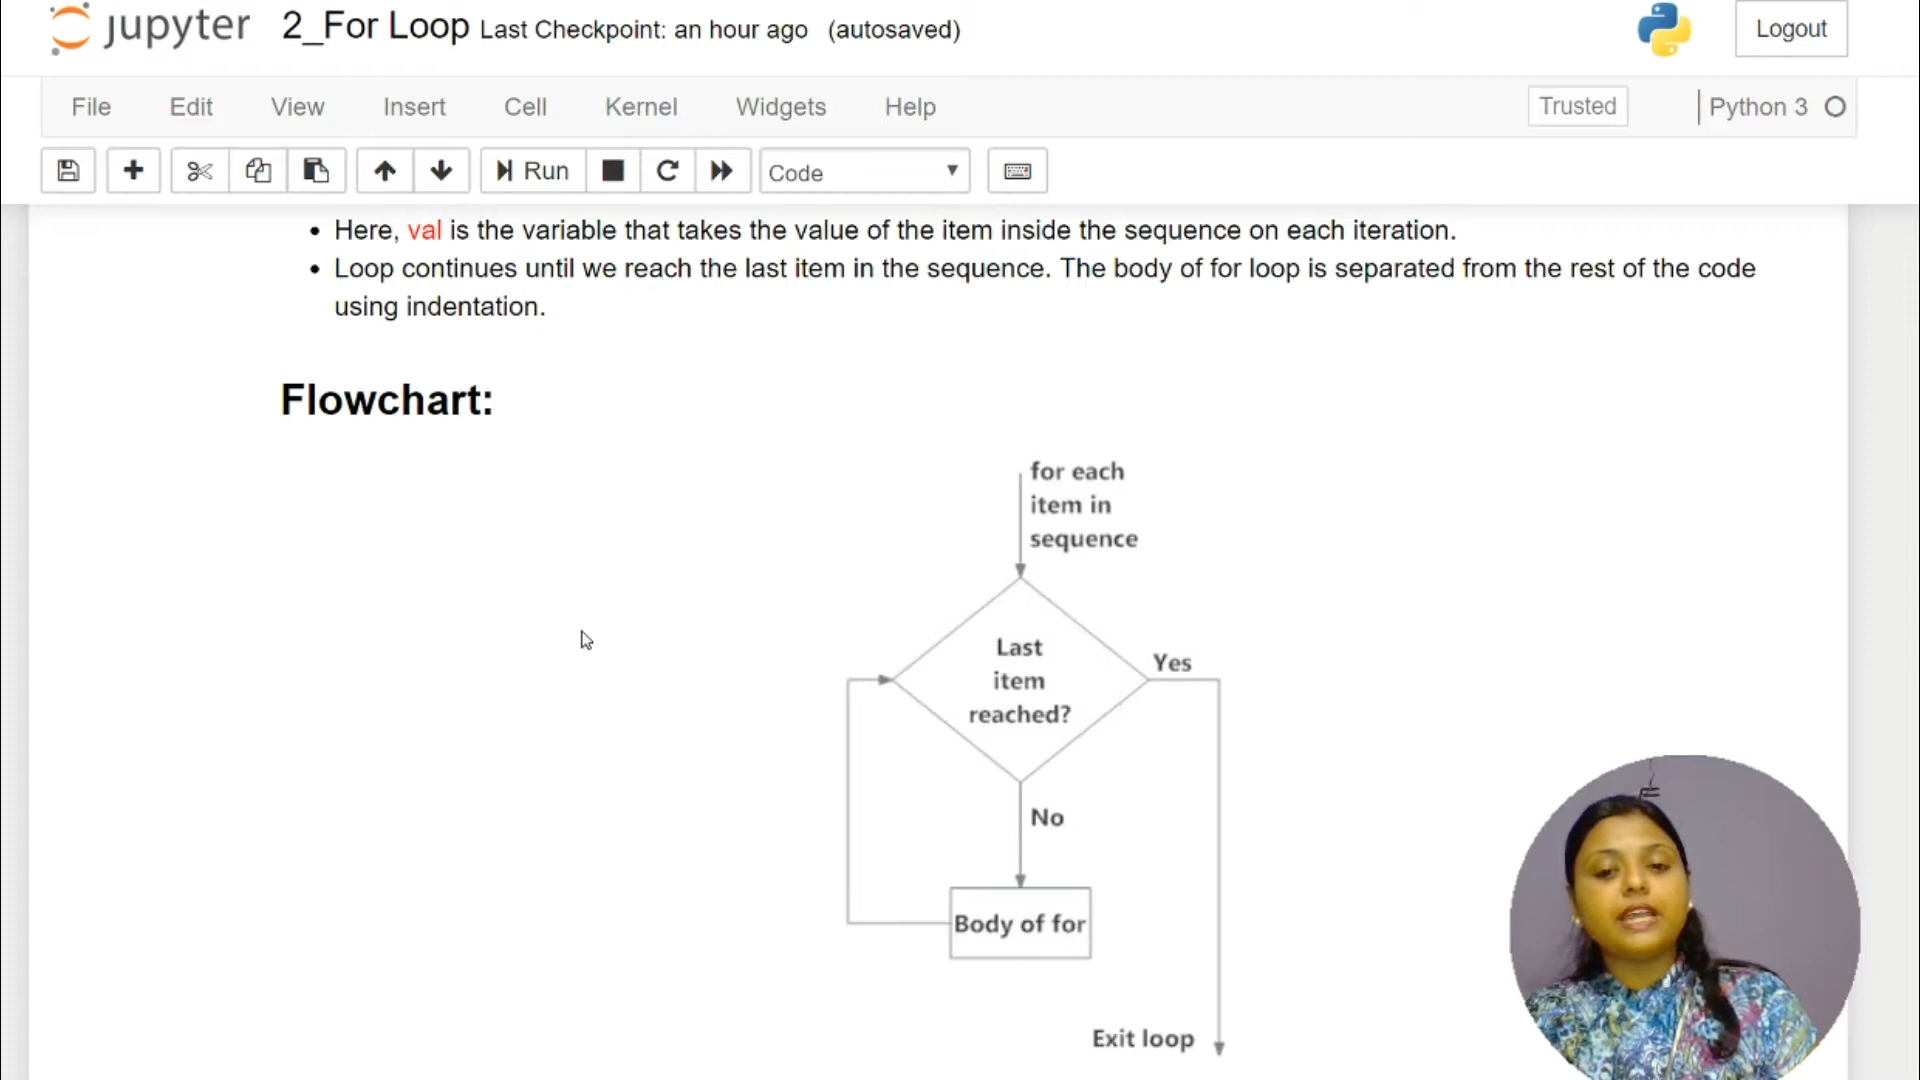 jupyter 2_For Loop Last Checkpoint: an hour ago (autosaved) Logout
File Edit View Insert Cell Kernel Widgets Help Trusted Python 3
Run Code
Here, val is the variable that takes the value of the item inside the sequence on each iteration.
Loop continues until we reach the last item in the sequence. The body of for loop is separated from the rest of the code
using indentation.
Flowchart:
for each
item in
sequence
Last
item
reached?
Yes
No
Body of for
Exit loop